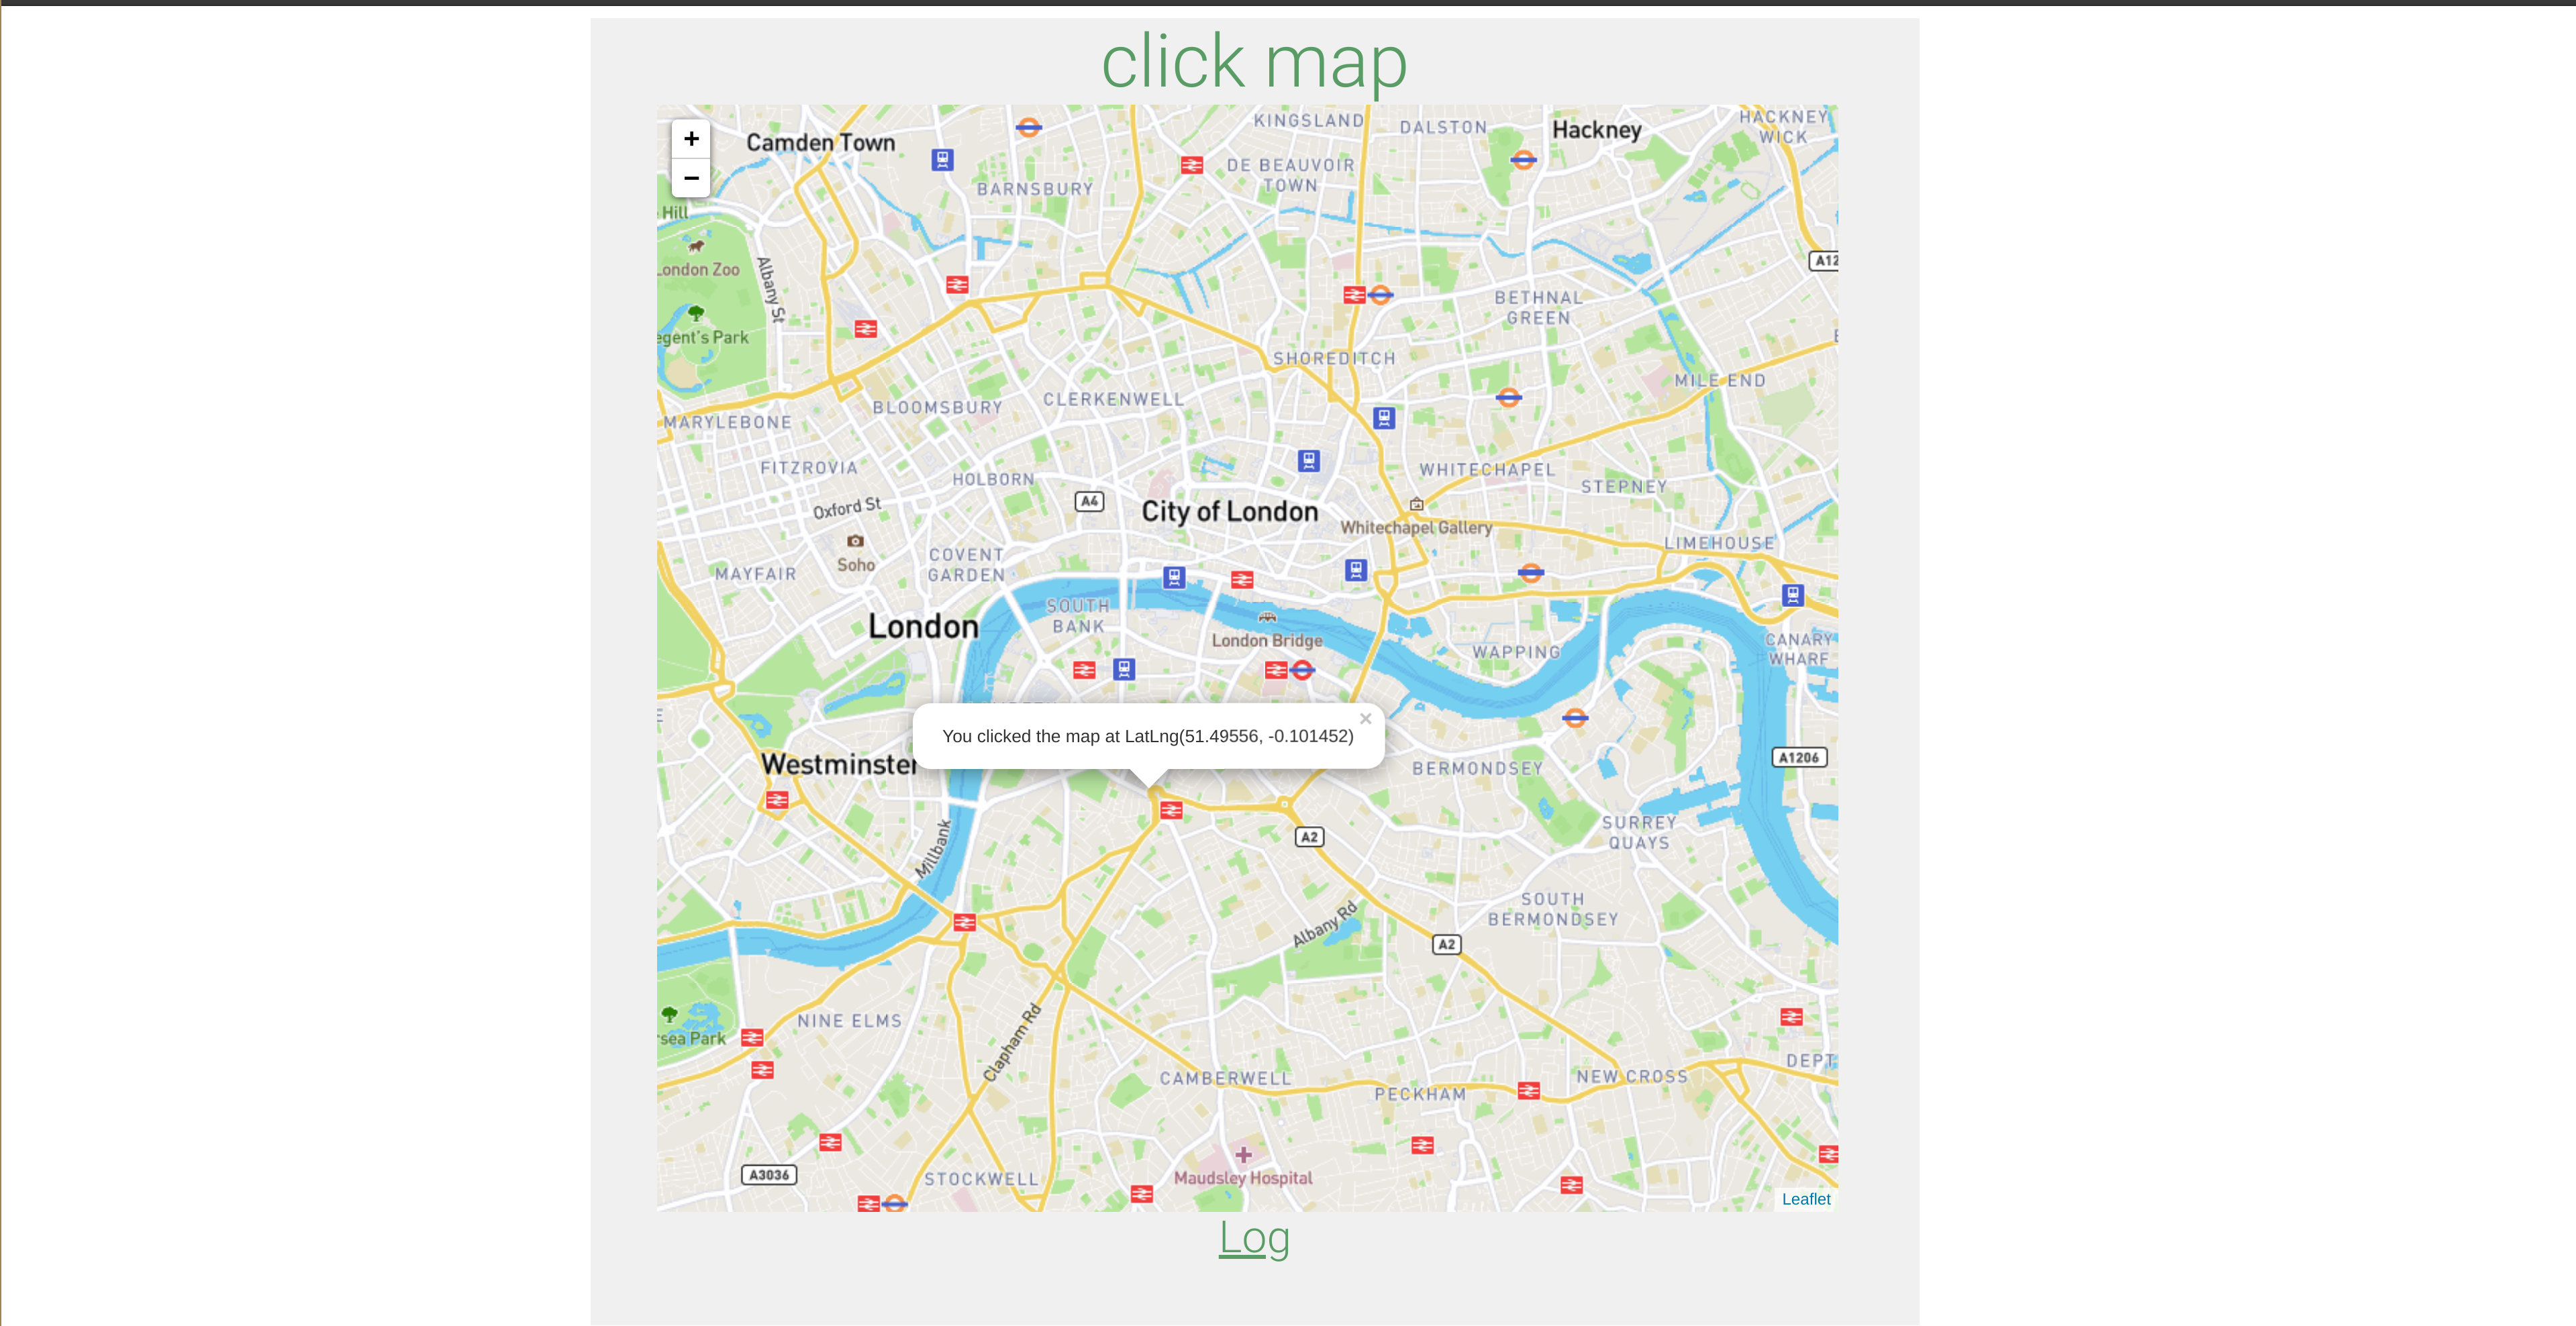 click map
+
−
Camden Town
KINGSLAND
DALSTON
Hackney
HACKNEY
WICK
DE BEAUVOIR
TOWN
BARNSBURY
Hill
London Zoo
Albany St
A12
BETHNAL
GREEN
egent's Park
SHOREDITCH
MILE END
MARYLEBONE
BLOOMSBURY
CLERKENWELL
FITZROVIA
HOLBORN
WHITECHAPEL
STEPNEY
Oxford St
A4
City of London
Whitechapel Gallery
LIMEHOUSE
Soho
COVENT
GARDEN
MAYFAIR
SOUTH
BANK
London
London Bridge
WAPPING
CANARY
WHARF
You clicked the map at LatLng(51.49556, -0.101452)
×
Westminster
BERMONDSEY
A1206
Millbank
A2
SURREY
QUAYS
SOUTH
BERMONDSEY
Albany Rd
A2
NINE ELMS
rsea Park
Clapham Rd
CAMBERWELL
PECKHAM
NEW CROSS
DEPT
A3036
STOCKWELL
Maudsley Hospital
Leaflet
Log